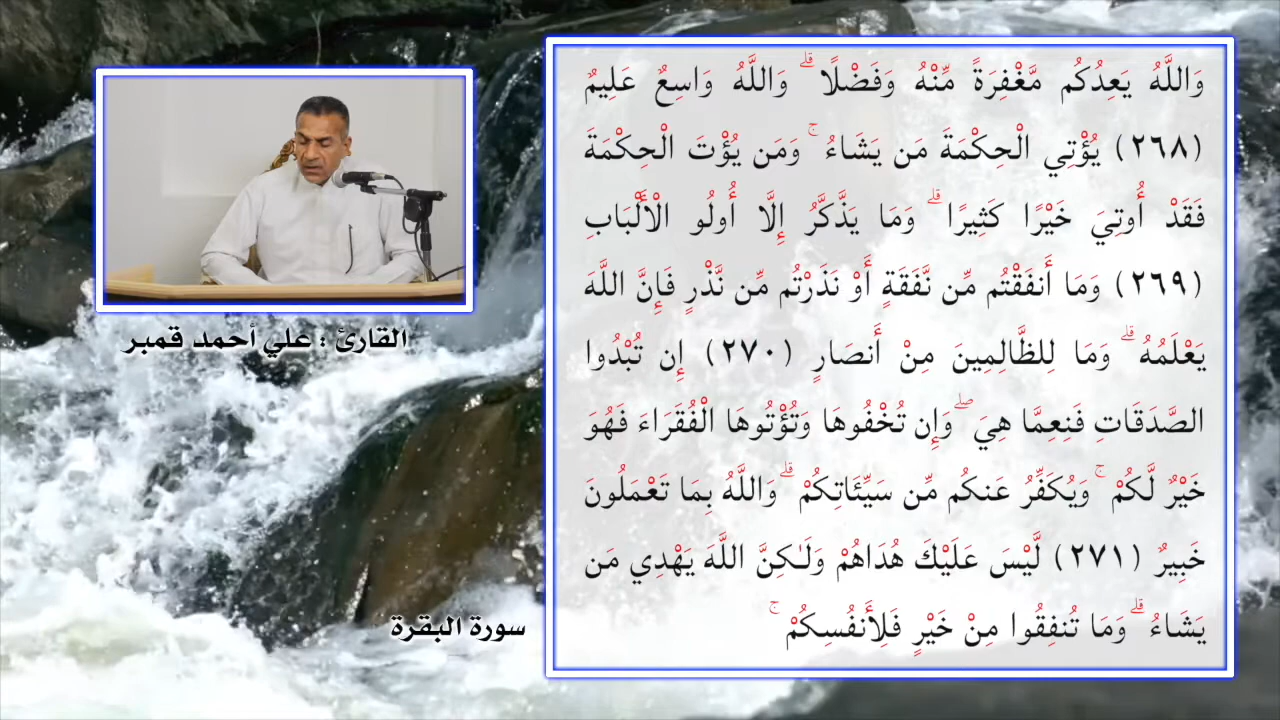 وَاللَّهُ يَعِدُكُم مَّغْفِرَةً مِّنْهُ وَفَضْلًا ۗ وَاللَّهُ وَاسِعٌ عَلِيمٌ
(٢٦٨) يُؤْتِي الْحِكْمَةَ مَن يَشَاءُ ۚ وَمَن يُؤْتَ الْحِكْمَةَ
فَقَدْ أُوتِيَ خَيْرًا كَثِيرًا ۗ وَمَا يَذَّكَّرُ إِلَّا أُولُو الْأَلْبَابِ
(٢٦٩) وَمَا أَنفَقْتُم مِّن نَّفَقَةٍ أَوْ نَذَرْتُم مِّن نَّذْرٍ فَإِنَّ اللَّهَ
يَعْلَمُهُ ۗ وَمَا لِلظَّالِمِينَ مِنْ أَنصَارٍ (٢٧٠) إِن تُبْدُوا
الصَّدَقَاتِ فَنِعِمَّا هِيَ ۖ وَإِن تُخْفُوهَا وَتُؤْتُوهَا الْفُقَرَاءَ فَهُوَ
خَيْرٌ لَّكُمْ ۚ وَيُكَفِّرُ عَنكُم مِّن سَيِّئَاتِكُمْ ۗ وَاللَّهُ بِمَا تَعْمَلُونَ
خَبِيرٌ (٢٧١) لَّيْسَ عَلَيْكَ هُدَاهُمْ وَلَـٰكِنَّ اللَّهَ يَهْدِي مَن
يَشَاءُ ۗ وَمَا تُنفِقُوا مِنْ خَيْرٍ فَلِأَنفُسِكُمْ ۚ
القارئ : علي أحمد قمبر
سورة البقرة